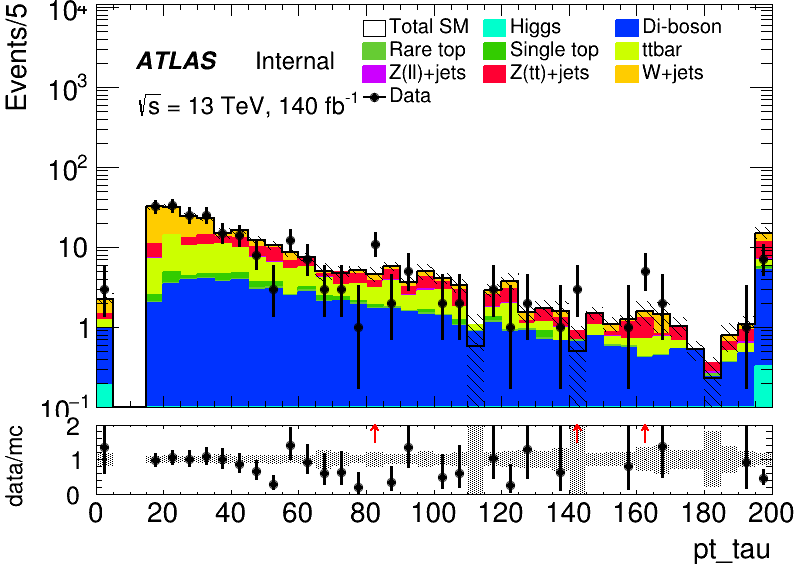 Events/5
10⁴
10³
10²
10
1
10⁻¹
ATLAS Internal
√s = 13 TeV, 140 fb⁻¹
Total SM Higgs Di-boson
Rare top Single top ttbar
Z(ll)+jets Z(tt)+jets W+jets
Data
data/mc
2
1
0
0 20 40 60 80 100 120 140 160 180 200
pt_tau